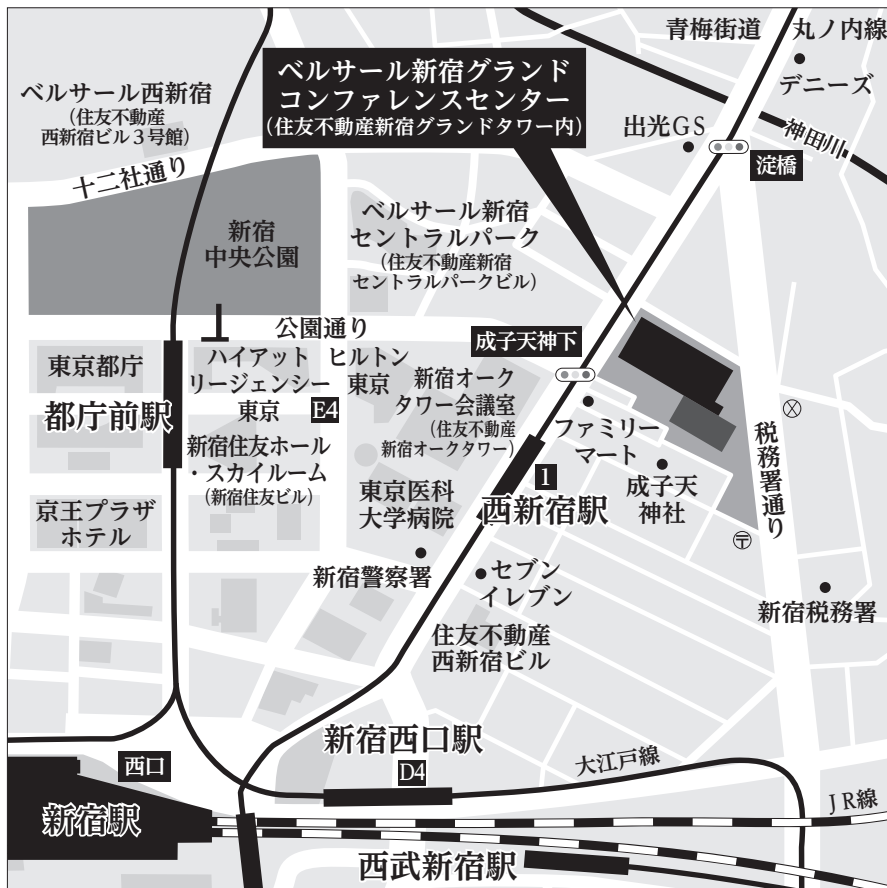 青梅街道
丸ノ内線
デニーズ
ベルサール新宿グランド
コンファレンスセンター
(住友不動産新宿グランドタワー内)
ベルサール西新宿
(住友不動産
西新宿ビル3号館)
出光GS
神田川
淀橋
十二社通り
新宿
中央公園
ベルサール新宿
セントラルパーク
(住友不動産新宿
セントラルパークビル)
公園通り
成子天神下
東京都庁
都庁前駅
ハイアット
リージェンシー
東京
E4
ヒルトン
東京
新宿オーク
タワー会議室
(住友不動産
新宿オークタワー)
ファミリー
マート
税務署通り
新宿住友ホール
・スカイルーム
(新宿住友ビル)
1
西新宿駅
成子天
神社
東京医科
大学病院
京王プラザ
ホテル
〒
新宿警察署
セブン
イレブン
新宿税務署
住友不動産
西新宿ビル
新宿西口駅
D4
西口
大江戸線
新宿駅
JR線
西武新宿駅